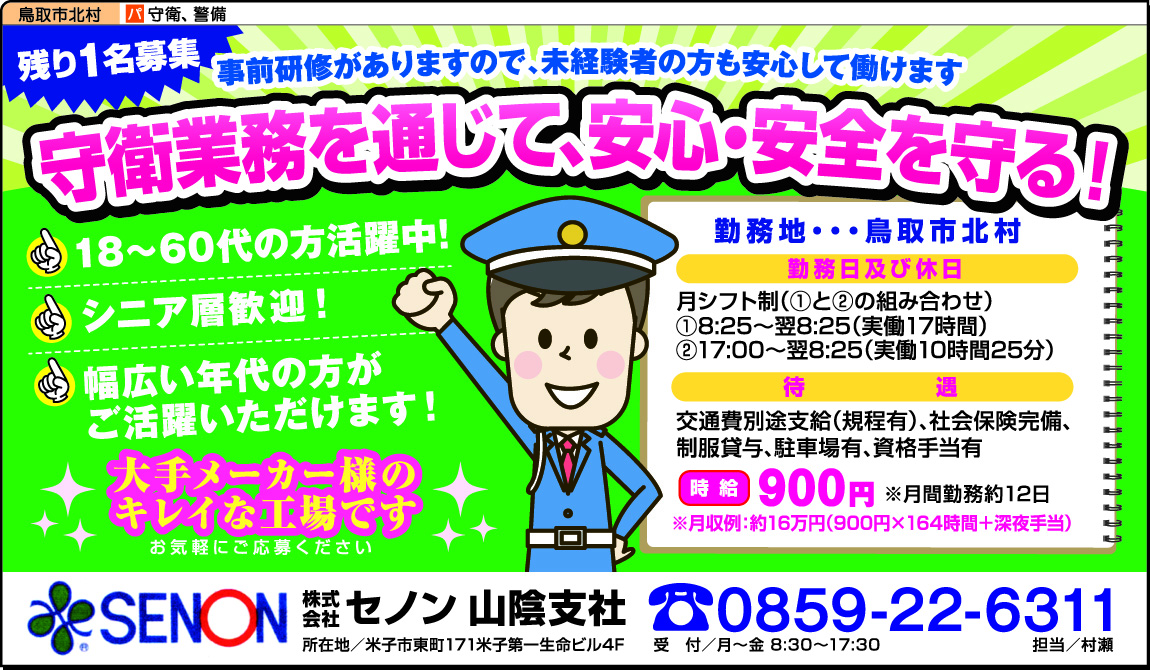 鳥取市北村 パ 守衛、警備
残り1名募集
事前研修がありますので、未経験者の方も安心して働けます
守衛業務を通じて、安心・安全を守る!
18〜60代の方活躍中!
シニア層歓迎!
幅広い年代の方が
ご活躍いただけます!
大手メーカー様の
キレイな工場です
お気軽にご応募ください
勤務地・・・鳥取市北村
勤務日及び休日
月シフト制(①と②の組み合わせ)
①8:25〜翌8:25(実働17時間)
②17:00〜翌8:25(実働10時間25分)
待遇
交通費別途支給(規程有)、社会保険完備、
制服貸与、駐車場有、資格手当有
時給 900円 ※月間勤務約12日
※月収例:約16万円(900円×164時間+深夜手当)
SENON ® 株式会社 セノン 山陰支社 ☎0859-22-6311
所在地/米子市東町171米子第一生命ビル4F 受 付/月〜金 8:30〜17:30 担当/村瀬